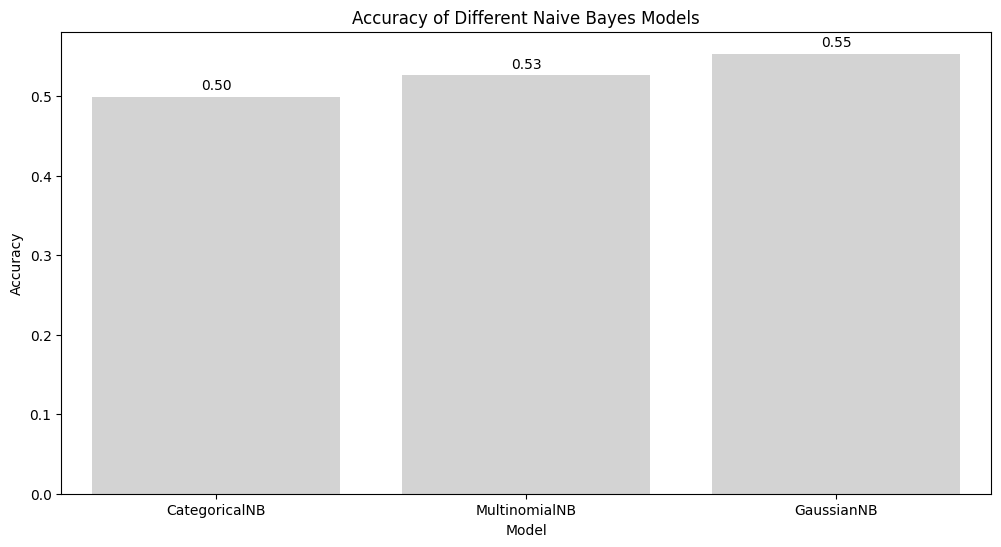 Accuracy of Different Naive Bayes Models
0.55
0.53
0.50
0.5
0.4
0.3
0.2
0.1
0.0
Accuracy
CategoricalNB MultinomialNB GaussianNB
Model